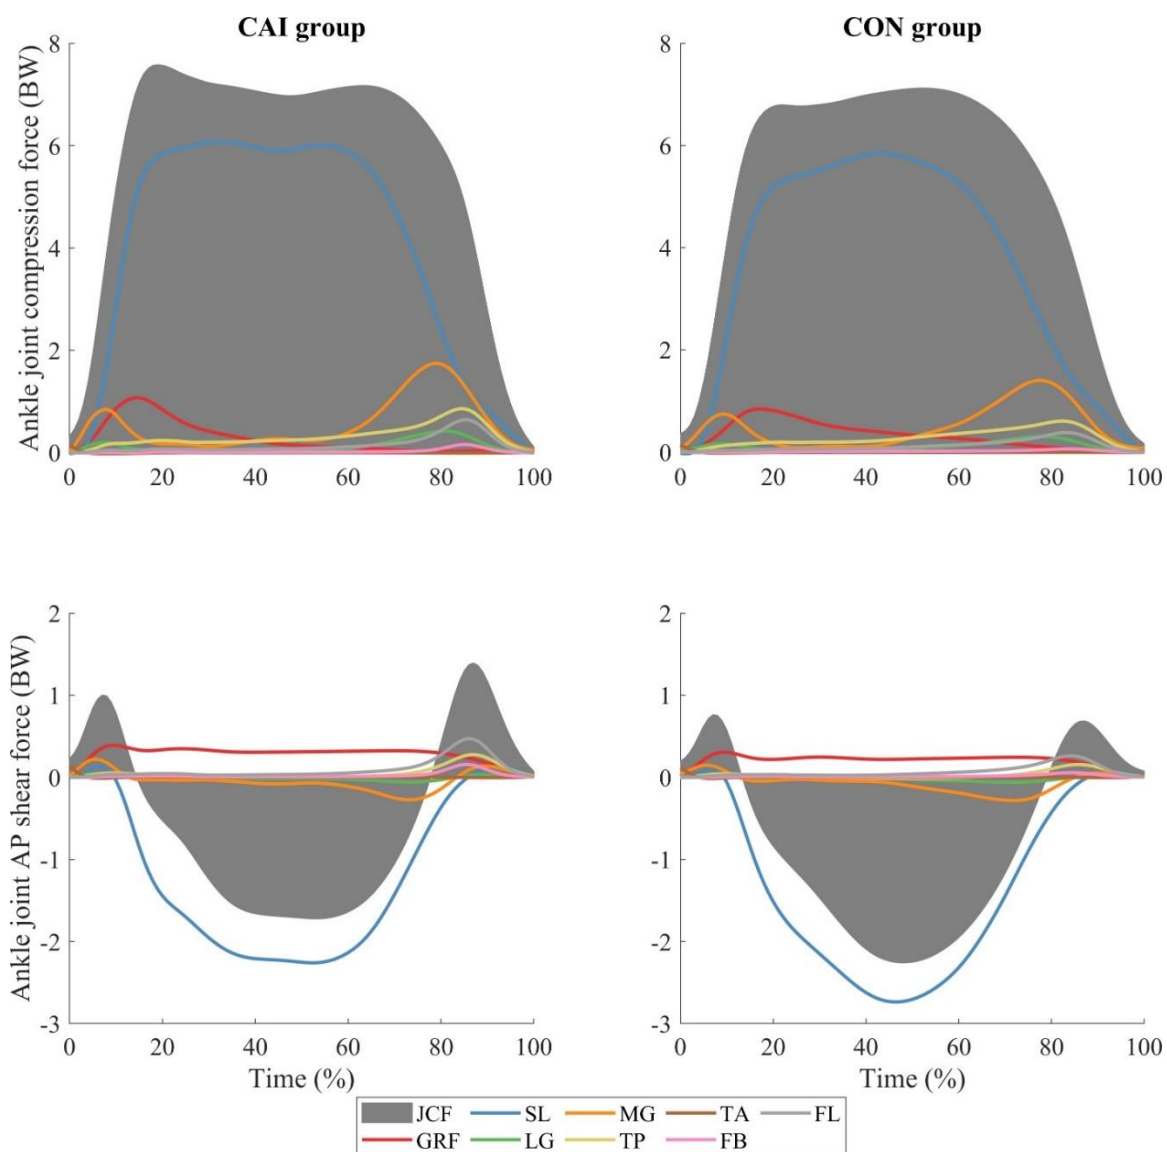 CAI group
CON group
Ankle joint compression force (BW)
8
6
4
2
0
0 20 40 60 80 100
8
6
4
2
0
0 20 40 60 80 100
Ankle joint AP shear force (BW)
2
1
0
-1
-2
-3
0 20 40 60 80 100
Time (%)
2
1
0
-1
-2
-3
0 20 40 60 80 100
Time (%)
JCF SL MG TA FL
GRF LG TP FB